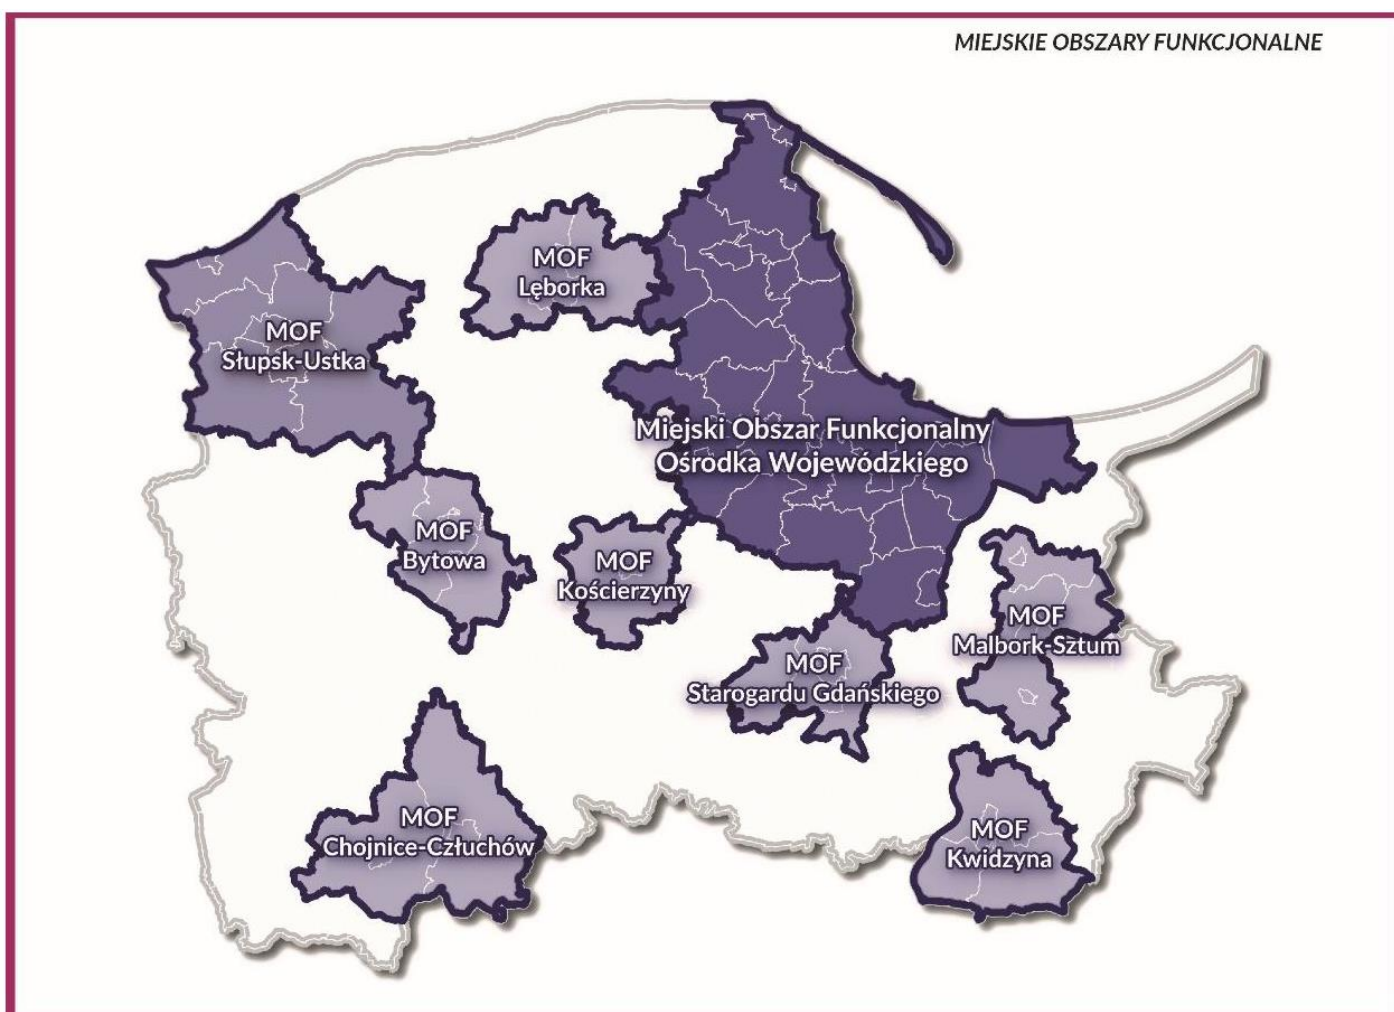 MIEJSKIE OBSZARY FUNKCJONALNE
MOF
Lęborka
MOF
Słupsk-Ustka
Miejski Obszar Funkcjonalny
Ośrodka Wojewódzkiego
MOF
Bytowa
MOF
Kościerzyny
MOF
Malbork-Sztum
MOF
Starogardu Gdańskiego
MOF
Chojnice-Człuchów
MOF
Kwidzyna